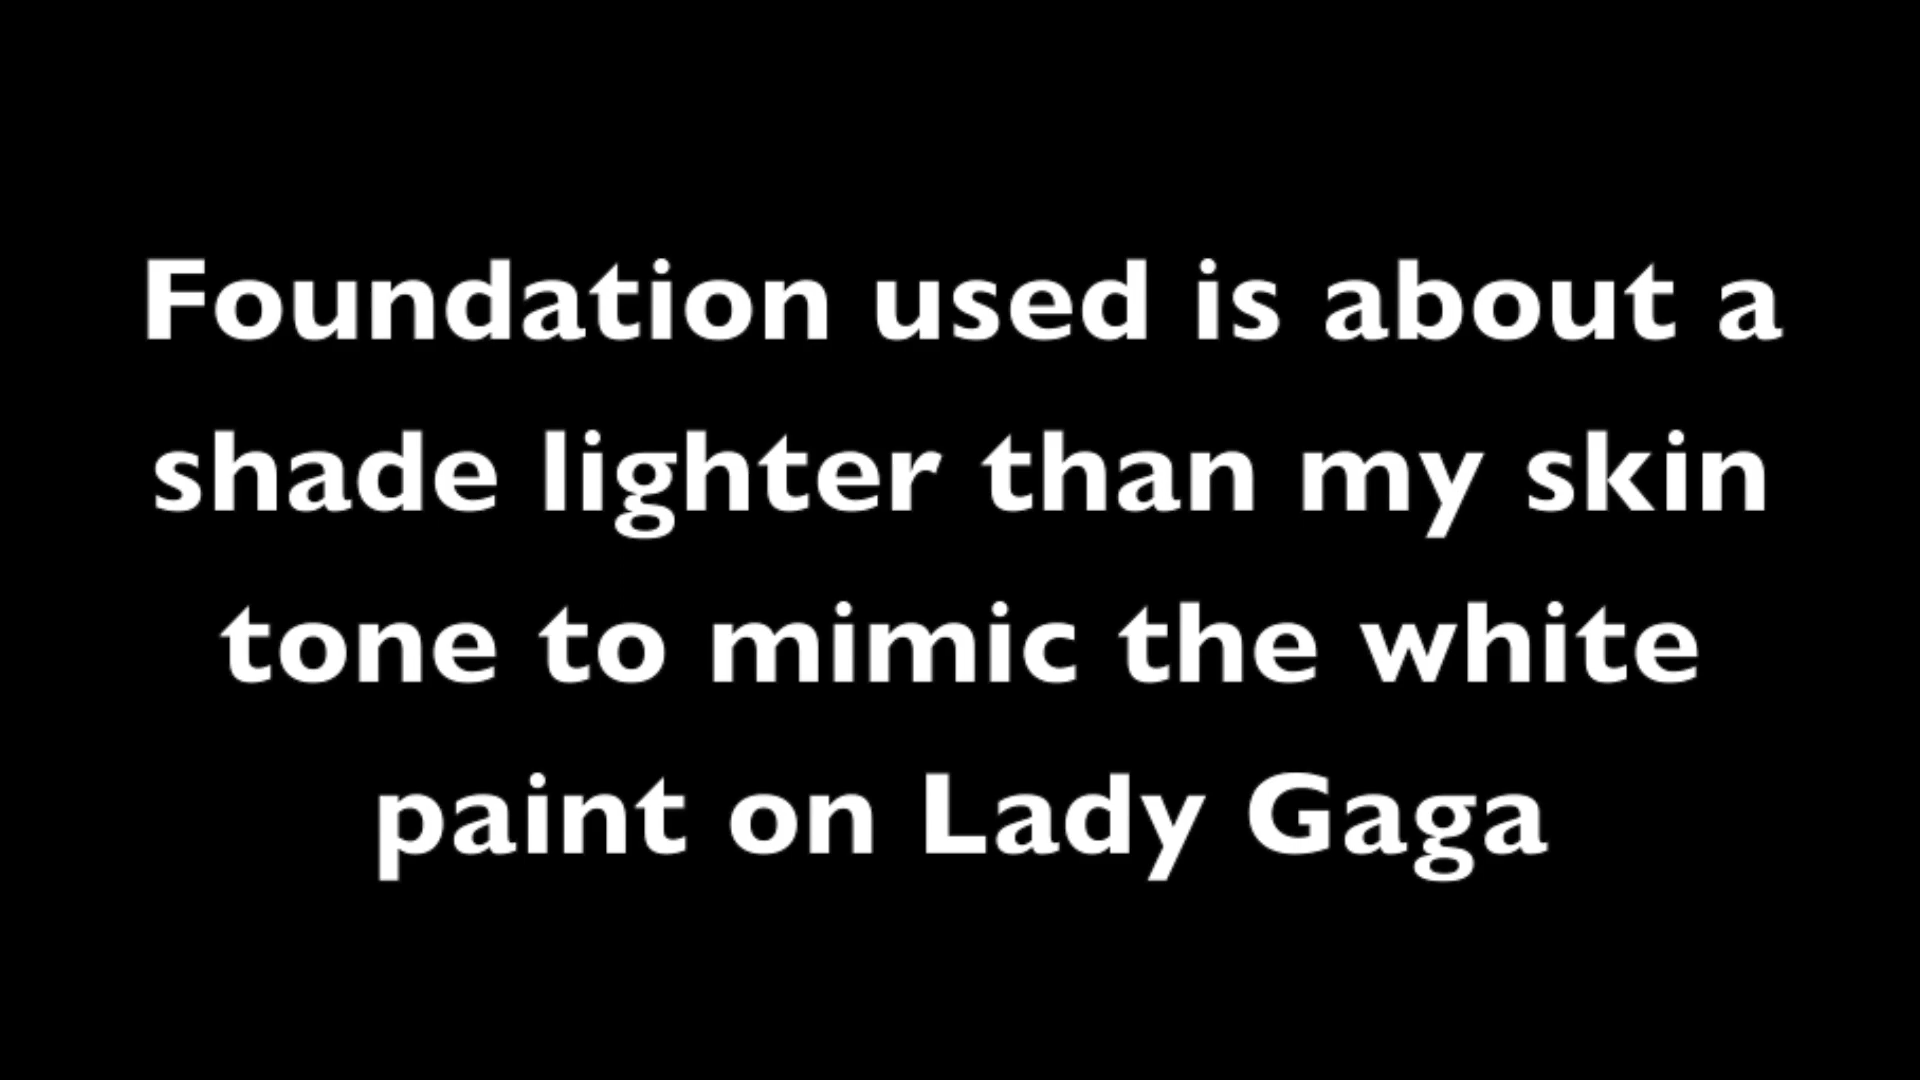 Foundation used is about a
shade lighter than my skin
tone to mimic the white
paint on Lady Gaga